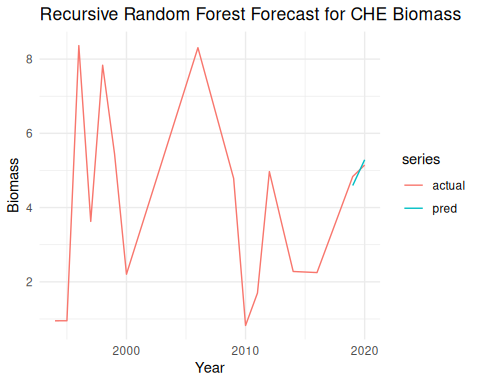 Recursive Random Forest Forecast for CHE Biomass
8
6
4
2
Biomass
2000
2010
2020
Year
series
actual
pred